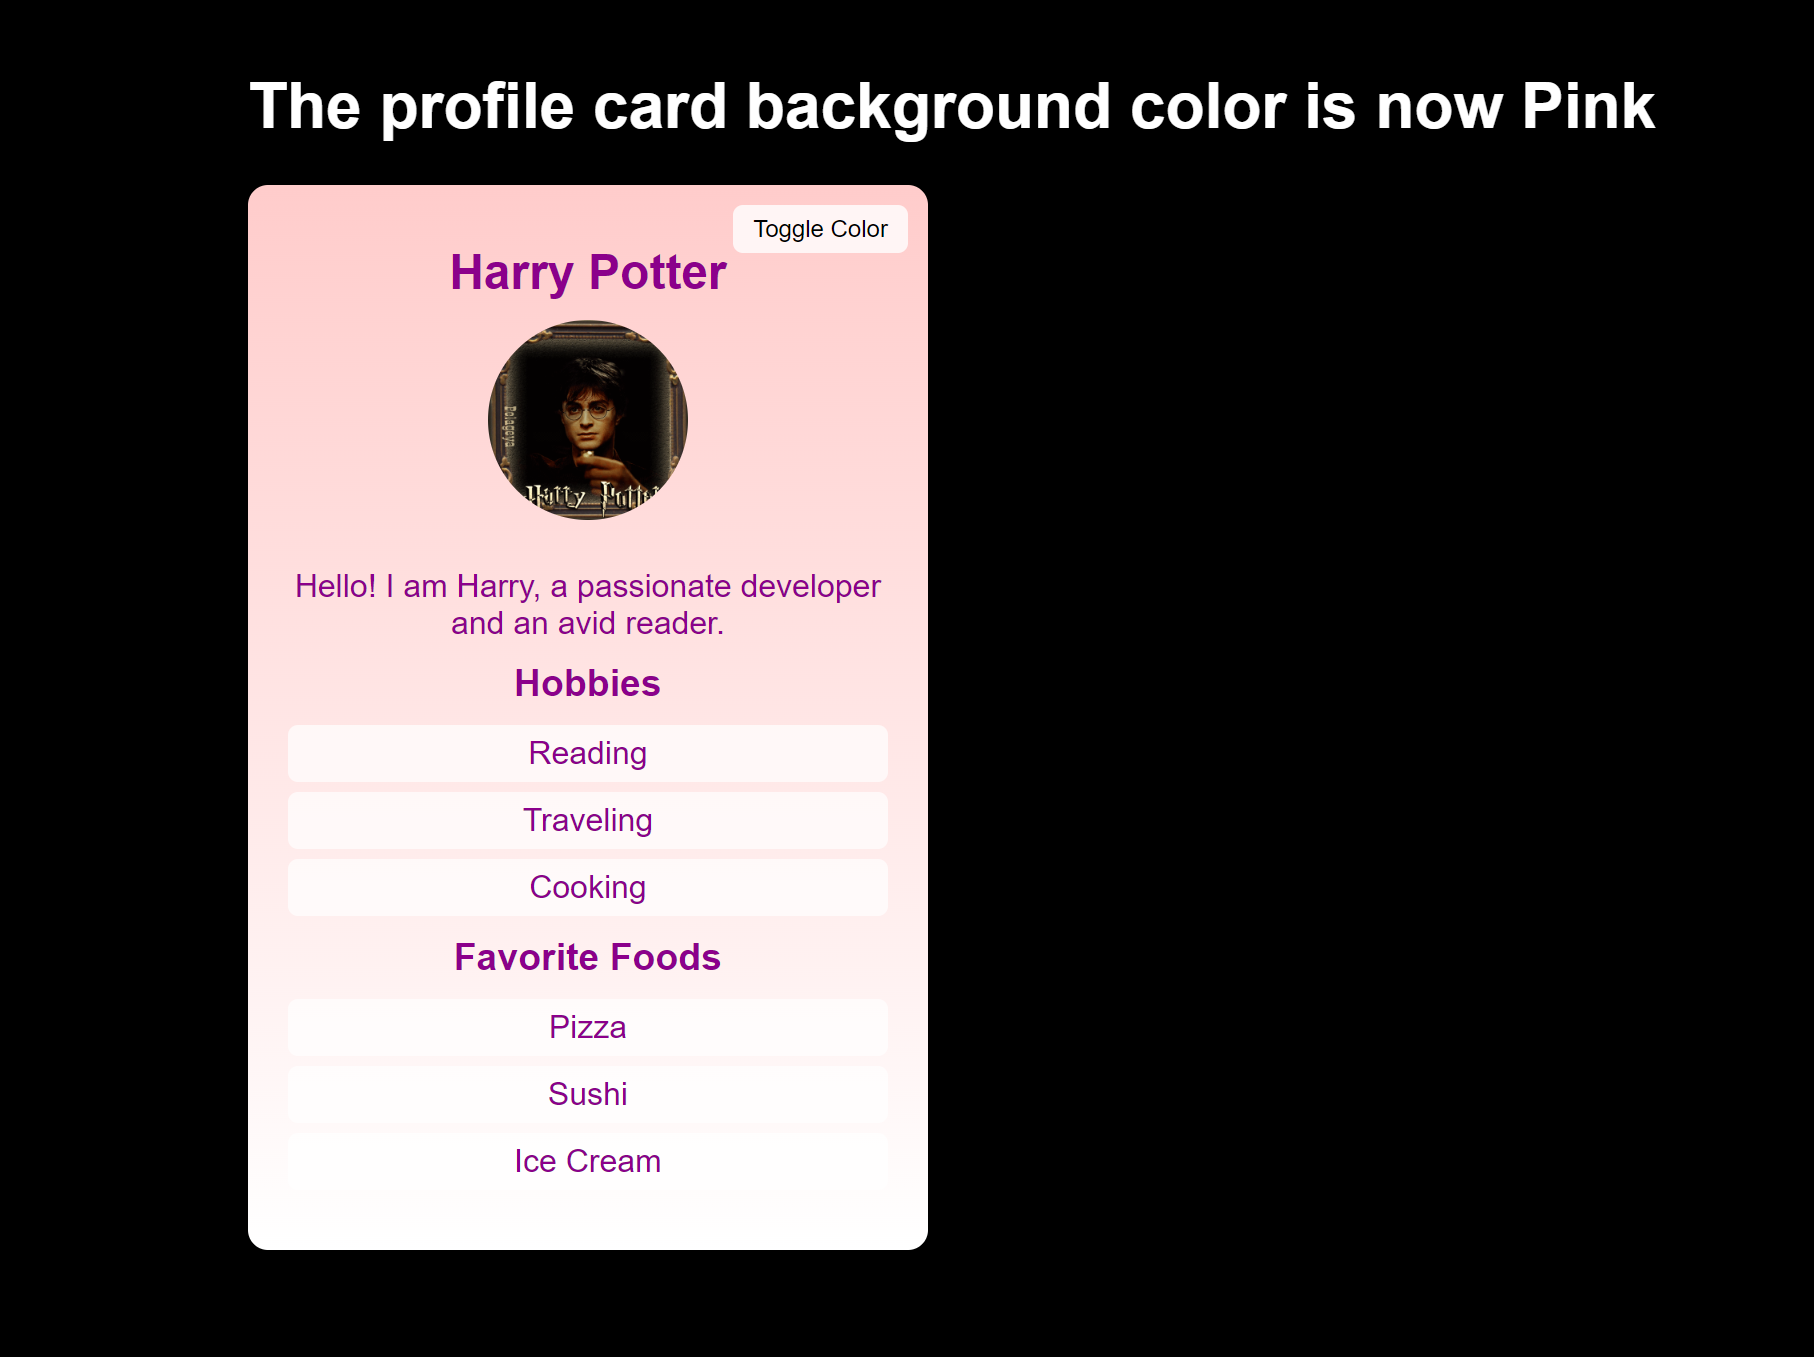 The profile card background color is now Pink
Toggle Color
Harry Potter
Harry Potter
Hello! I am Harry, a passionate developer
and an avid reader.
Hobbies
Reading
Traveling
Cooking
Favorite Foods
Pizza
Sushi
Ice Cream